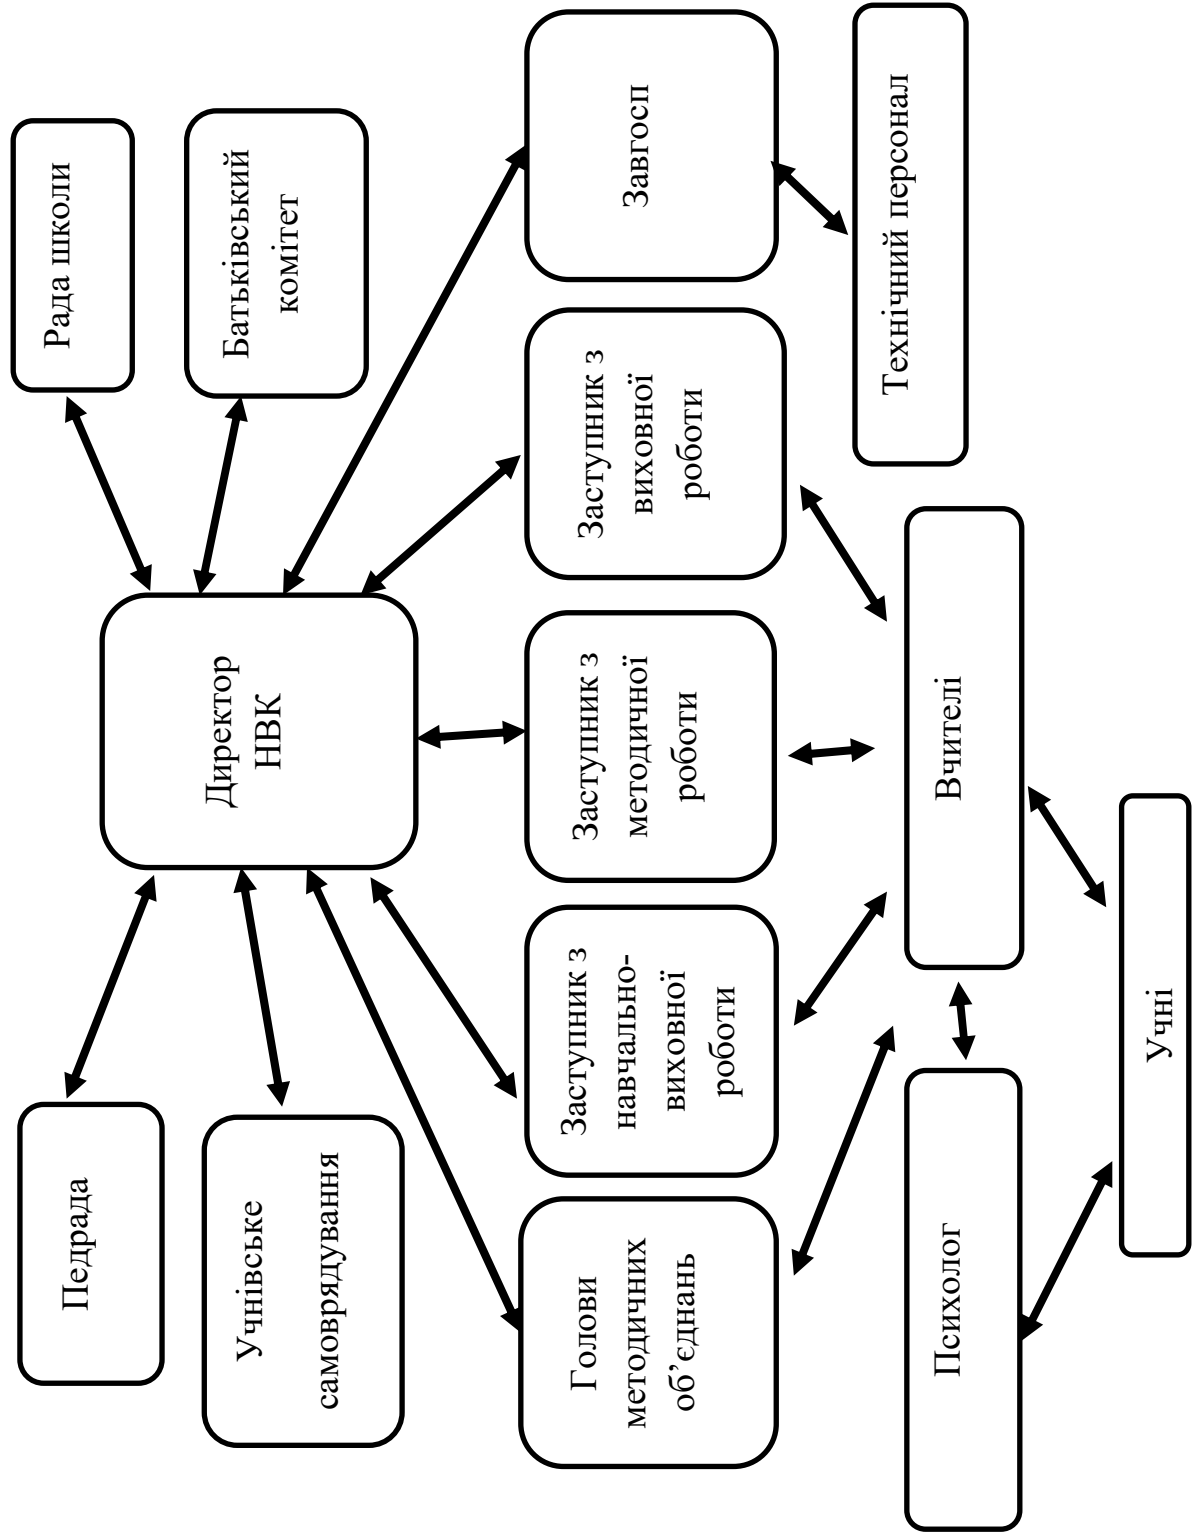 Педрада
Рада школи
Директор
НВК
Учнівське
самоврядування
Батьківський
комітет
Голови
методичних
об’єднань
Заступник з
навчально-
виховної
роботи
Заступник з
методичної
роботи
Заступник з
виховної
роботи
Завгосп
Технічний персонал
Психолог
Вчителі
Учні